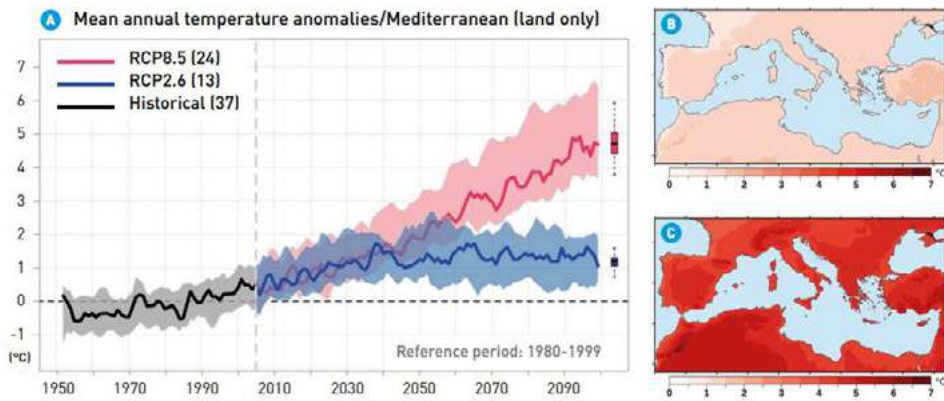 A Mean annual temperature anomalies/Mediterranean (land only)
RCP8.5 (24)
RCP2.6 (13)
Historical (37)
7
6
5
4
3
2
1
0
-1
(°C)
Reference period: 1980-1999
1950 1970 1990 2010 2030 2050 2070 2090
B
°C
0 1 2 3 4 5 6 7
C
°C
0 1 2 3 4 5 6 7